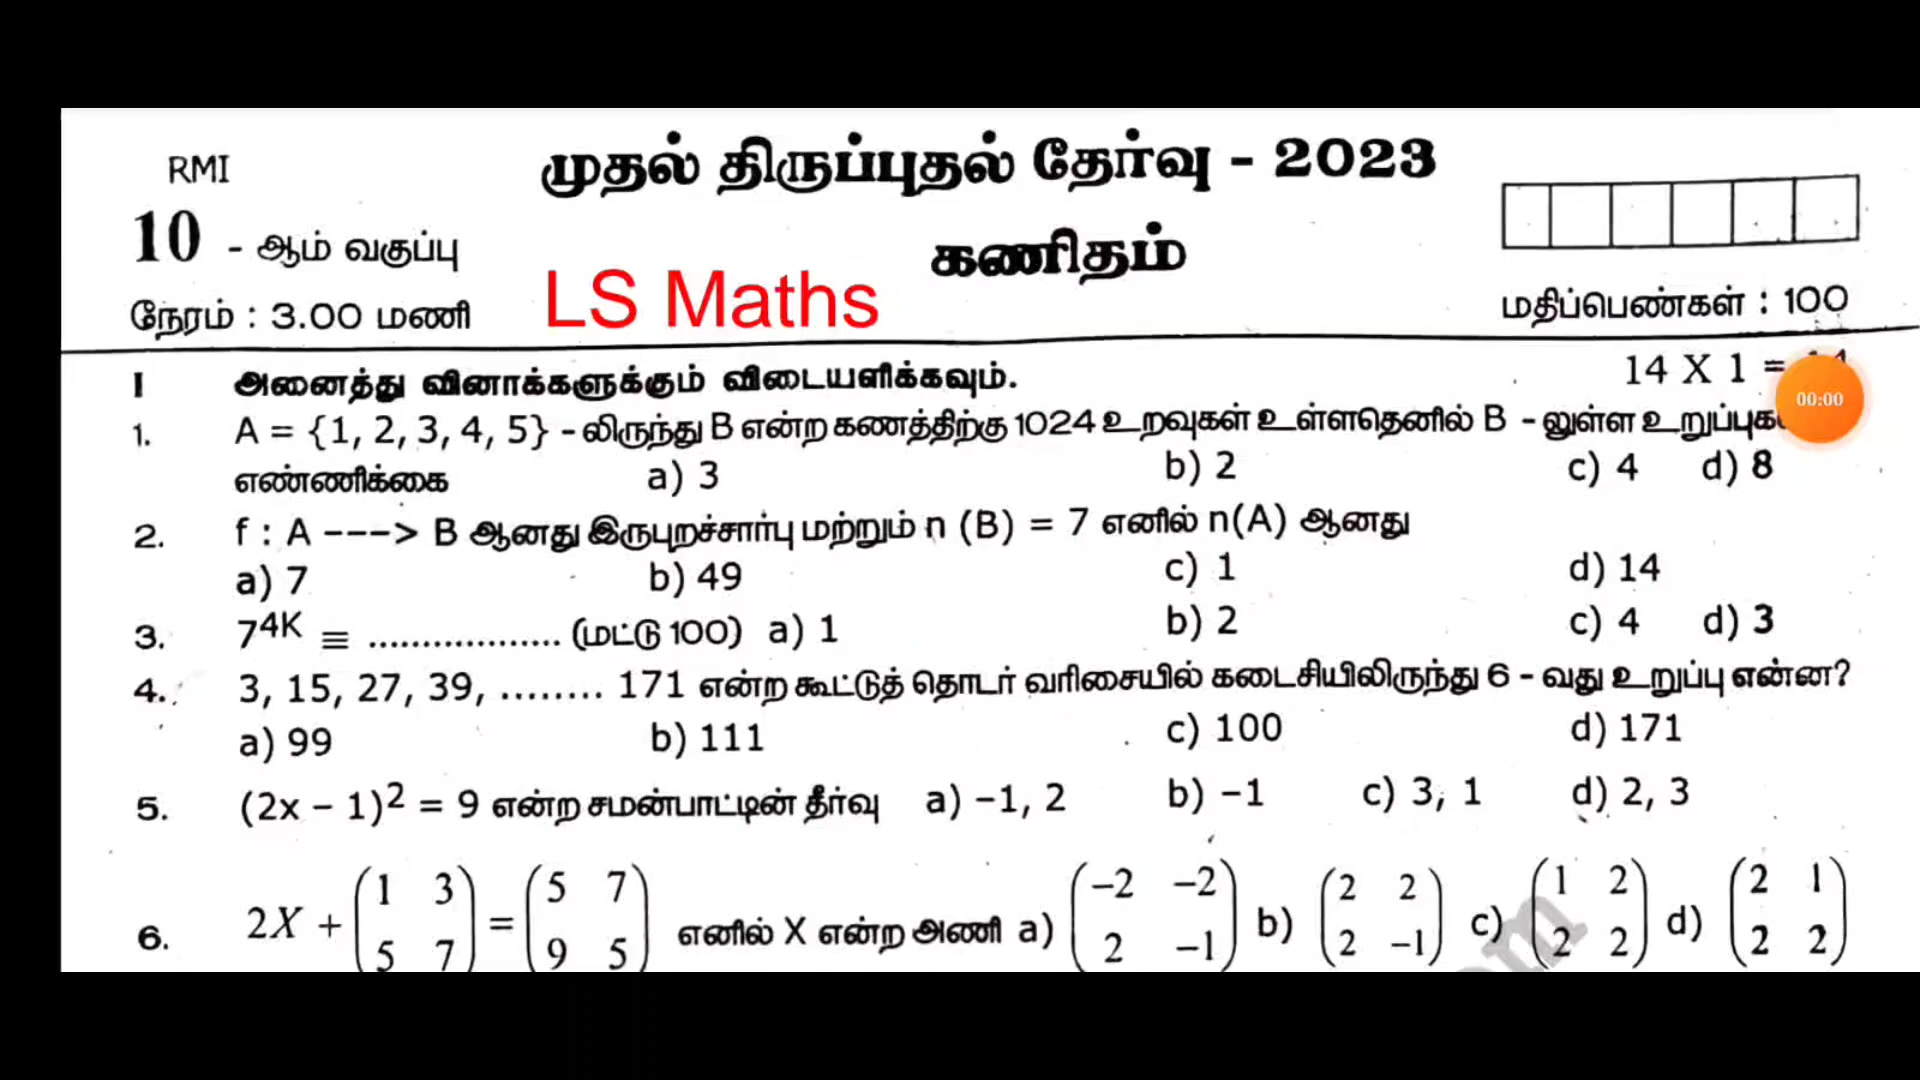 RMI
முதல் திருப்புதல் தேர்வு - 2023
10 - ஆம் வகுப்பு
கணிதம்
நேரம் : 3.00 மணி
LS Maths
மதிப்பெண்கள் : 100
14 X 1 =
I அனைத்து வினாக்களுக்கும் விடையளிக்கவும்.
00:00
1. A = {1, 2, 3, 4, 5} - லிருந்து B என்ற கணத்திற்கு 1024 உறவுகள் உள்ளதெனில் B - லுள்ள
எண்ணிக்கை a) 3 b) 2 c) 4 d) 8
2. f : A ---> B ஆனது இருபுறச்சார்பு மற்றும் n (B) = 7 எனில் n(A) ஆனது
a) 7 b) 49 c) 1 d) 14
3. 7^4K ≡ .................. (மட்டு 100) a) 1 b) 2 c) 4 d) 3
4. 3, 15, 27, 39, ........ 171 என்ற கூட்டுத் தொடர் வரிசையில் கடைசியிலிருந்து 6 - வது உறுப்பு என்ன?
a) 99 b) 111 c) 100 d) 171
5. (2x – 1)² = 9 என்ற சமன்பாட்டின் தீர்வு a) –1, 2 b) –1 c) 3, 1 d) 2, 3
6. 2X + (1 3 5 7) = (5 7 9 5) எனில் X என்ற அணி a) (–2 –2 2 –1) b) (2 2 2 –1) c) (1 2 2 2) d) (2 1 2 2)